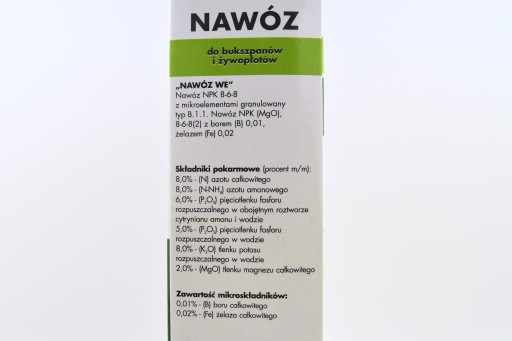 NAWÓZ
do bukszpanów
i żywopłotów
„NAWÓZ WE”
Nawóz NPK 8-6-8
z mikroelementami granulowany
typ B.1.1. Nawóz NPK (MgO),
8-6-8(2) z borem (B) 0,01,
żelazem (Fe) 0,02
Składniki pokarmowe (procent m/m):
8,0% - (N) azotu całkowitego
8,0% - (N-NH₄) azotu amonowego
6,0% - (P₂O₅) pięciotlenku fosforu
rozpuszczalnego w obojętnym roztworze
cytrynianu amonu i wodzie
5,0% - (P₂O₅) pięciotlenku fosforu
rozpuszczalnego w wodzie
8,0% - (K₂O) tlenku potasu
rozpuszczalnego w wodzie
2,0% - (MgO) tlenku magnezu całkowitego
Zawartość mikroskładników:
0,01% - (B) boru całkowitego
0,02% - (Fe) żelaza całkowitego